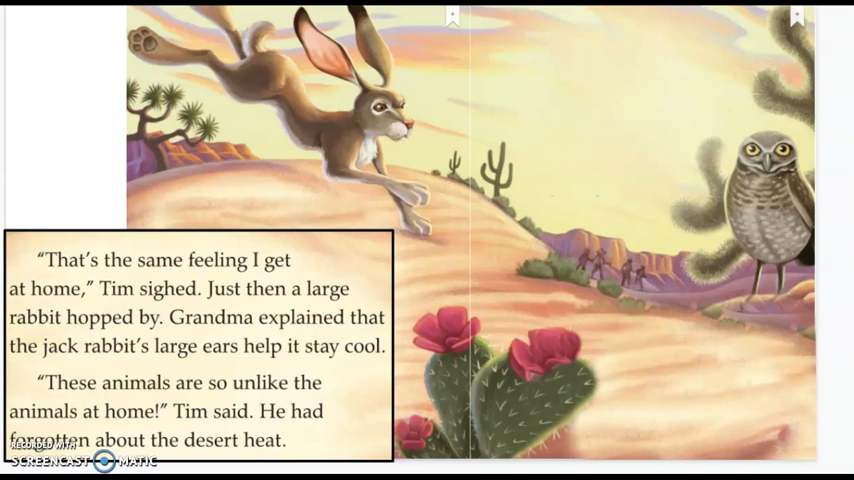 “That’s the same feeling I get
at home,” Tim sighed. Just then a large
rabbit hopped by. Grandma explained that
the jack rabbit’s large ears help it stay cool.
“These animals are so unlike the
animals at home!” Tim said. He had
forgotten about the desert heat.
RECORDED WITH
SCREENCAST MATIC